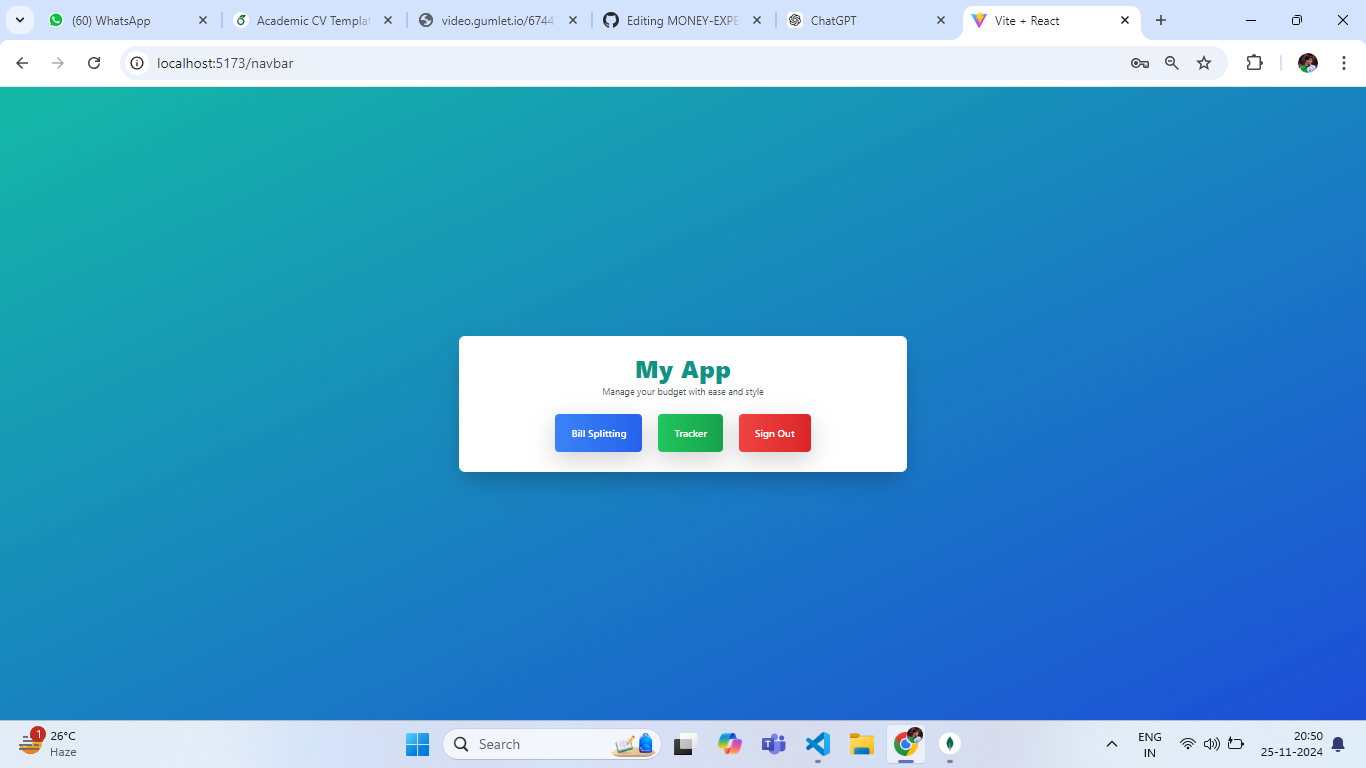 (60) WhatsApp
Academic CV Templat
video.gumlet.io/6744
Editing MONEY-EXPE
ChatGPT
Vite + React
localhost:5173/navbar
My App
Manage your budget with ease and style
Bill Splitting
Tracker
Sign Out
1
26°C
Haze
Search
ENG
IN
20:50
25-11-2024